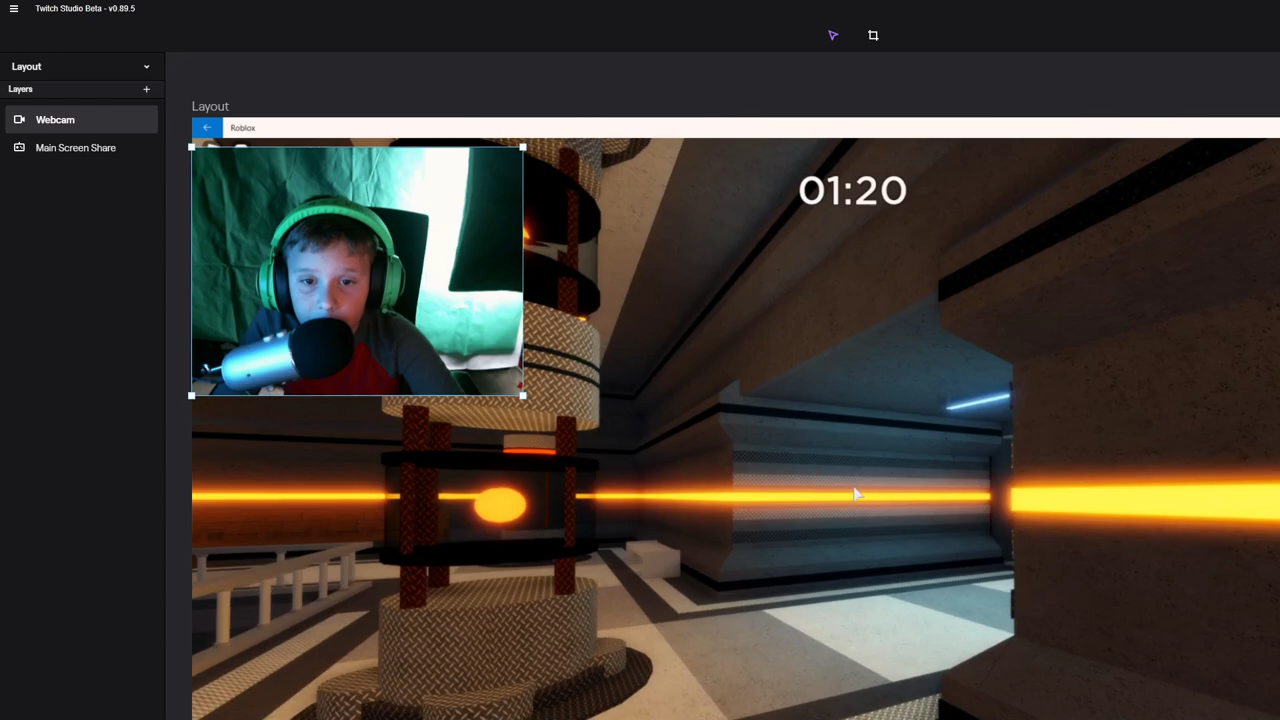 Twitch Studio Beta - v0.89.5
Layout
Layers
Webcam
Main Screen Share
Layout
Roblox
01:20